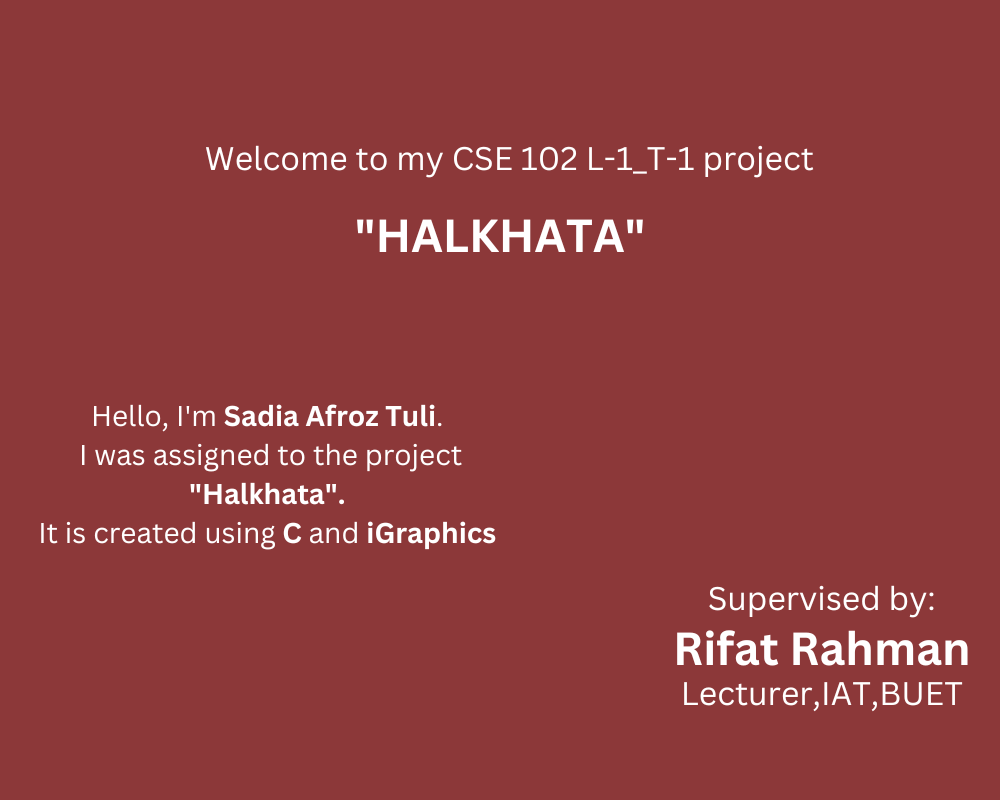 Welcome to my CSE 102 L-1_T-1 project
"HALKHATA"
Hello, I'm Sadia Afroz Tuli.
I was assigned to the project
"Halkhata".
It is created using C and iGraphics
Supervised by:
Rifat Rahman
Lecturer,IAT,BUET